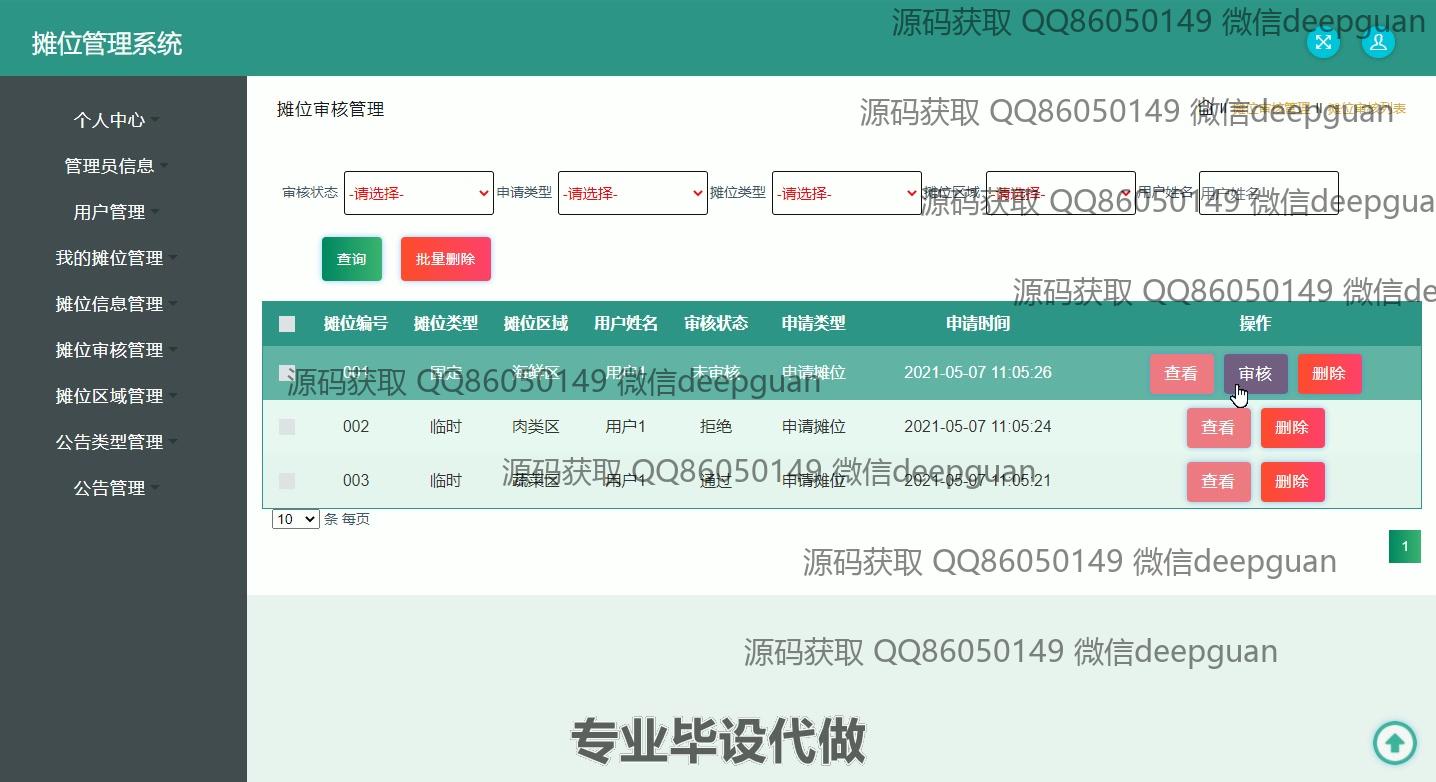 源码获取 QQ86050149 微信deepguan
摊位管理系统
个人中心
管理员信息
用户管理
我的摊位管理
摊位信息管理
摊位审核管理
摊位区域管理
公告类型管理
公告管理
摊位审核管理
源码获取 QQ86050149 微信deepguan
摊位审核管理 // 摊位审核列表
审核状态 -请选择- 申请类型 -请选择- 摊位类型 -请选择- 摊位区域 -请选择- 用户姓名 用户姓名
源码获取 QQ86050149 微信deepgua
查询 批量删除
源码获取 QQ86050149 微信de
摊位编号 摊位类型 摊位区域 用户姓名 审核状态 申请类型 申请时间 操作
001 固定 海鲜区 用户1 未审核 申请摊位 2021-05-07 11:05:26 查看 审核 删除
源码获取 QQ86050149 微信deepguan
002 临时 肉类区 用户1 拒绝 申请摊位 2021-05-07 11:05:24 查看 删除
003 临时 蔬菜区 用户1 通过 申请摊位 2021-05-07 11:05:21 查看 删除
源码获取 QQ86050149 微信deepguan
10 条 每页
1
源码获取 QQ86050149 微信deepguan
源码获取 QQ86050149 微信deepguan
专业毕设代做